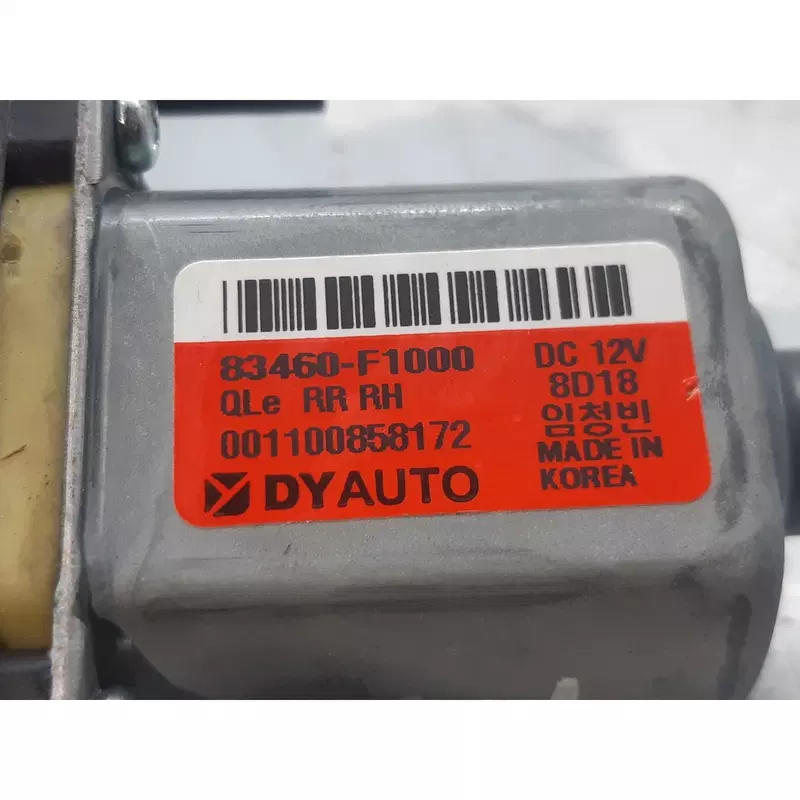 83460-F1000
QLe RR RH
001100858172
DYAUTO
DC 12V
8D18
임청빈
MADE IN
KOREA